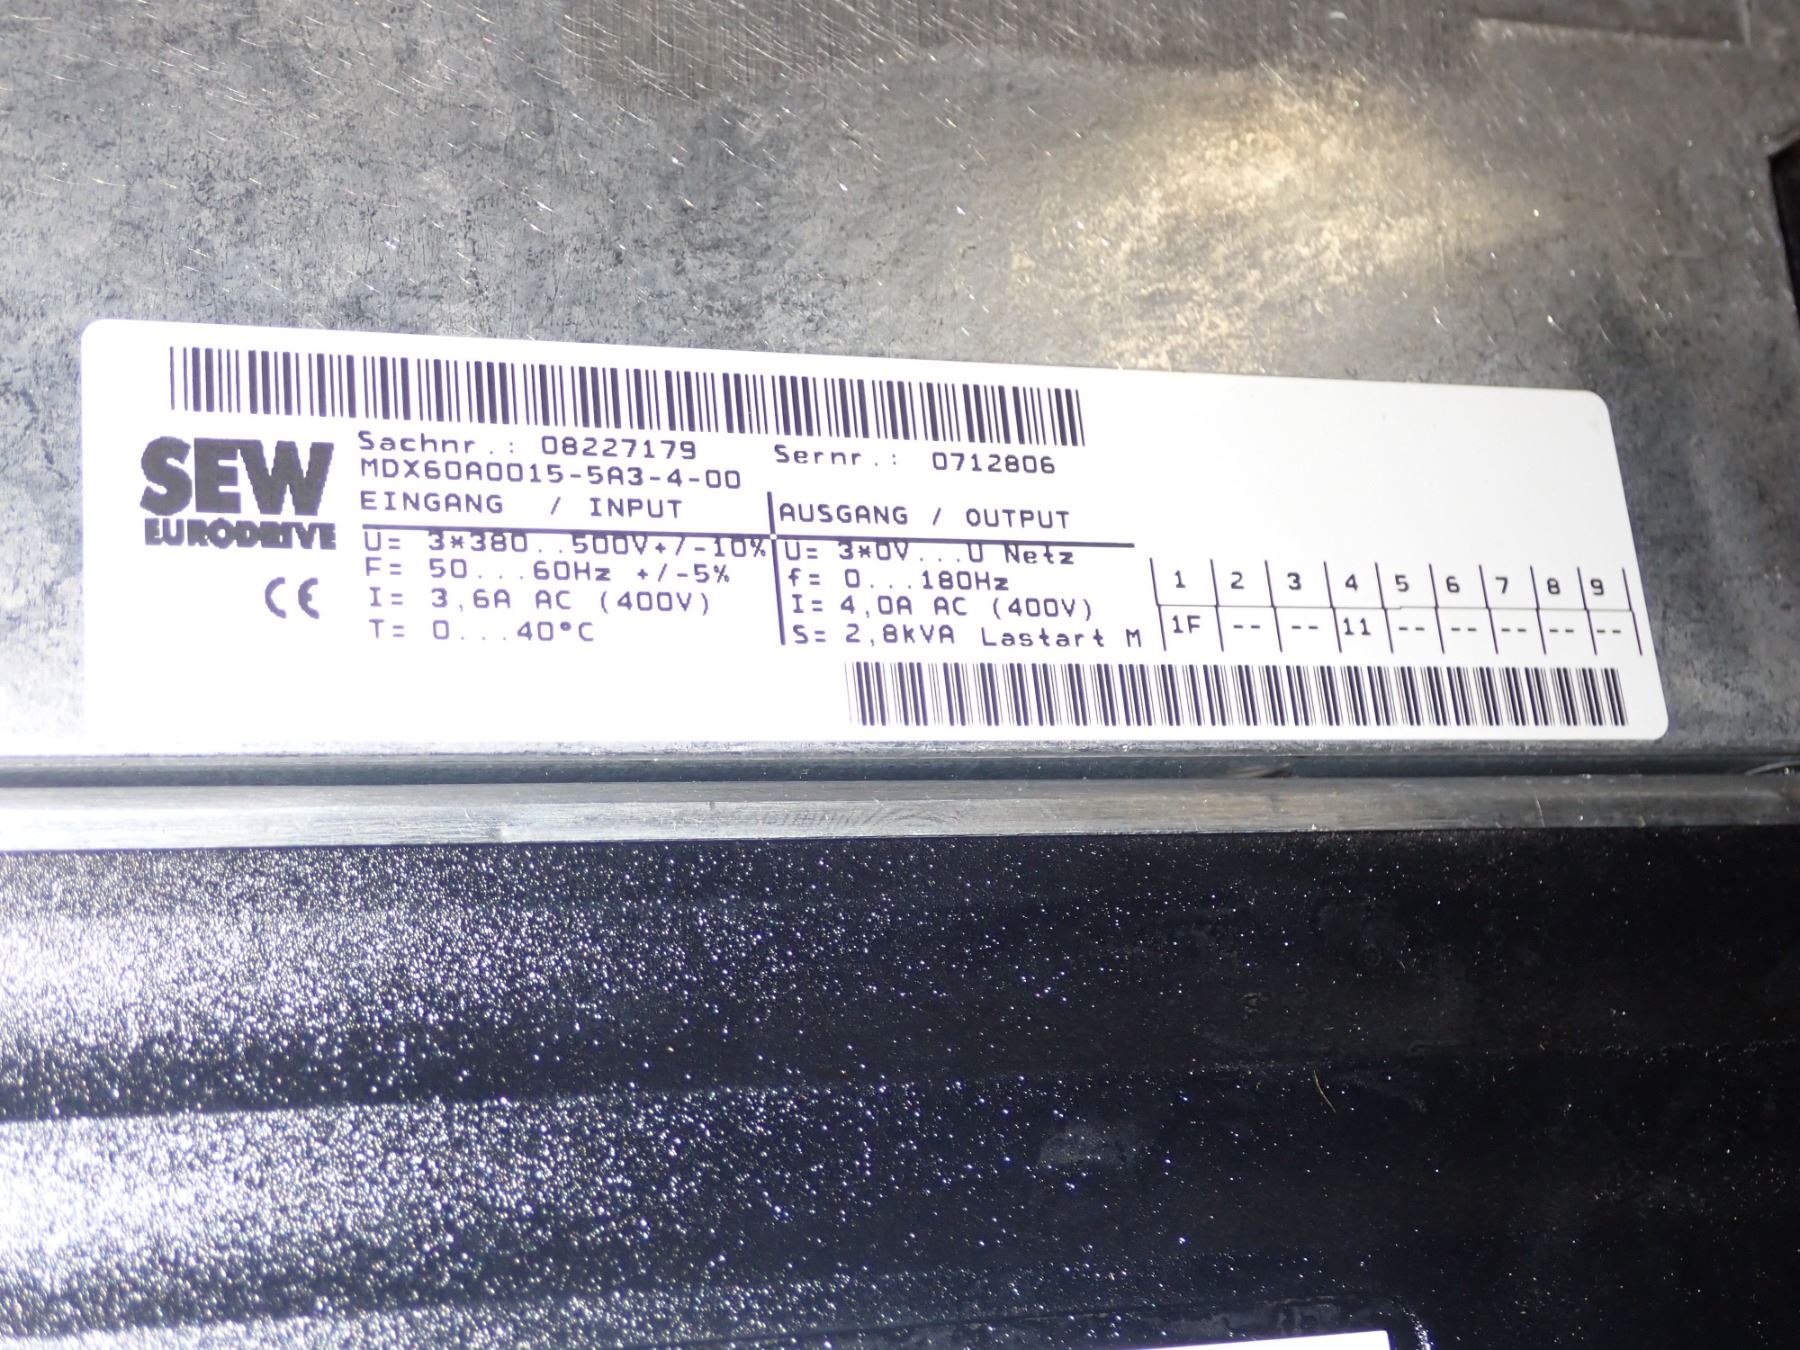 SEW
EURODRIVE
CE
Sachnr.: 08227179 Sernr.: 0712806
MDX60A0015-5A3-4-00
EINGANG / INPUT AUSGANG / OUTPUT
U= 3*380...500V+/-10% U= 3*0V...U Netz
F= 50...60Hz +/-5% f= 0...180Hz
I= 3,6A AC (400V) I= 4,0A AC (400V)
T= 0...40°C S= 2,8kVA Lastart M
1 2 3 4 5 6 7 8 9
1F -- -- 11 -- -- -- -- --